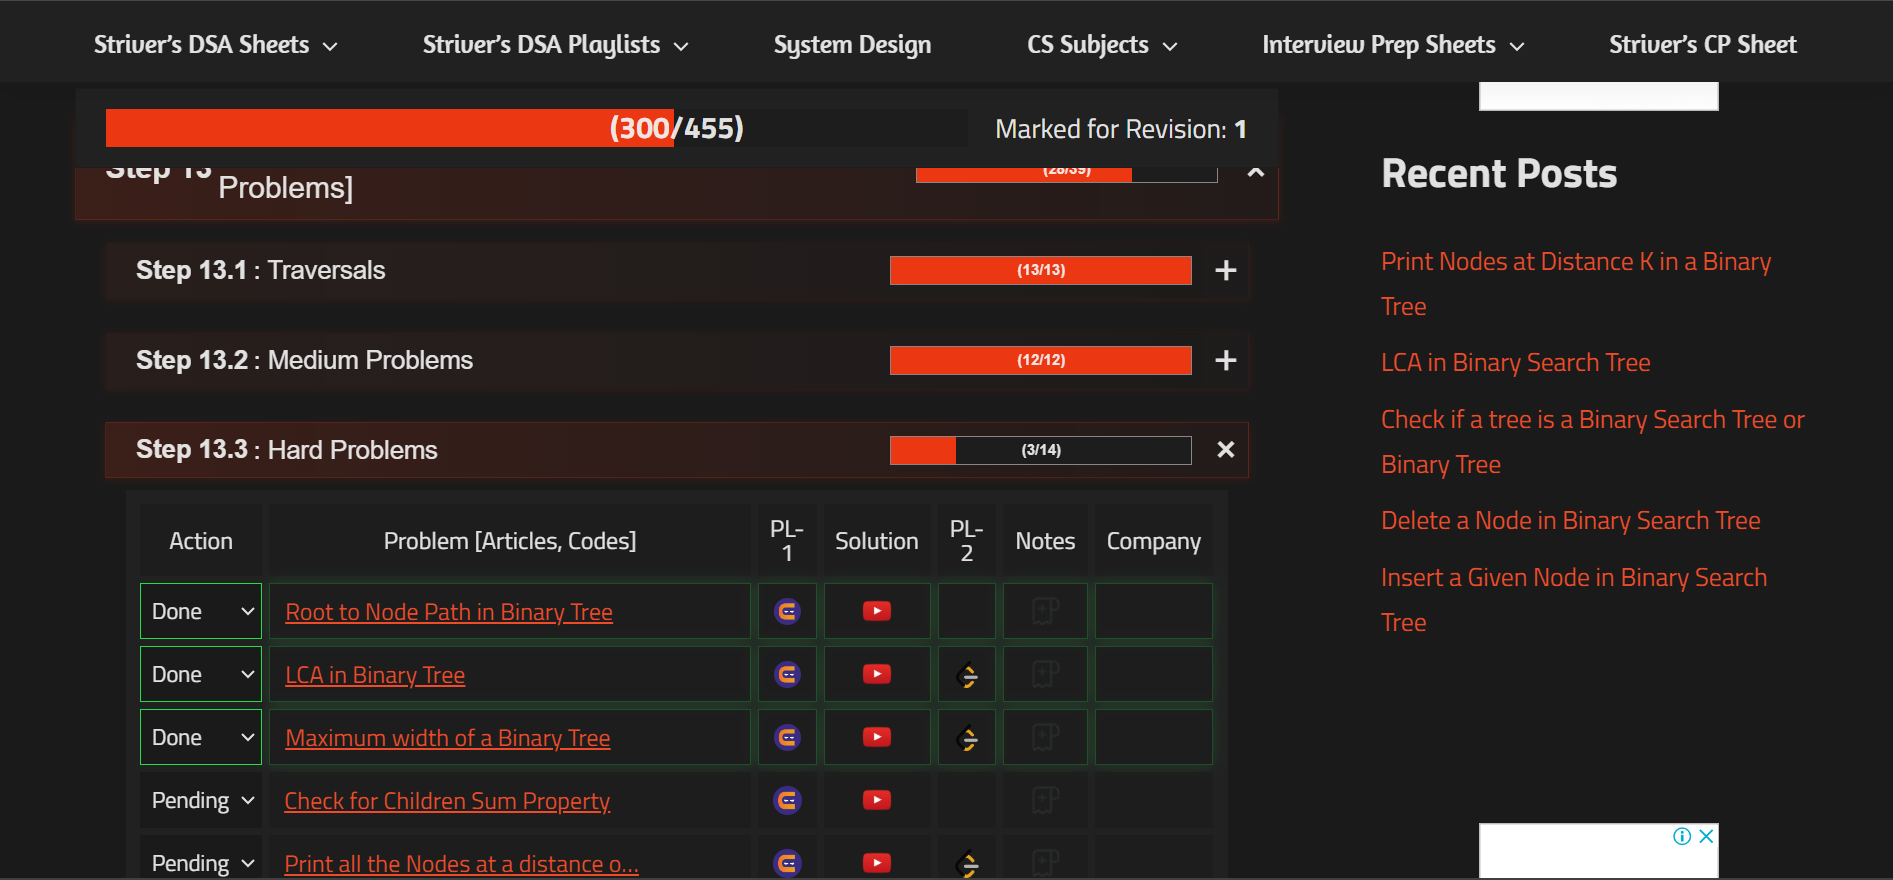 Striver's DSA Sheets
Striver's DSA Playlists
System Design
CS Subjects
Interview Prep Sheets
Striver's CP Sheet
(300/455)
Marked for Revision: 1
Step 13
Problems]
(28/39)
Step 13.1 : Traversals
(13/13)
Step 13.2 : Medium Problems
(12/12)
Step 13.3 : Hard Problems
(3/14)
Action
Problem [Articles, Codes]
PL-
1
Solution
PL-
2
Notes
Company
Done
Root to Node Path in Binary Tree
Done
LCA in Binary Tree
Done
Maximum width of a Binary Tree
Pending
Check for Children Sum Property
Pending
Print all the Nodes at a distance o...
Recent Posts
Print Nodes at Distance K in a Binary
Tree
LCA in Binary Search Tree
Check if a tree is a Binary Search Tree or
Binary Tree
Delete a Node in Binary Search Tree
Insert a Given Node in Binary Search
Tree